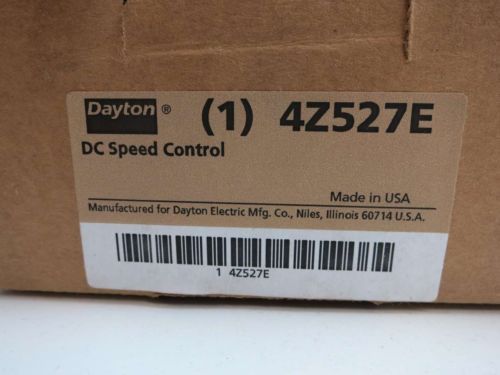 Dayton® (1) 4Z527E
DC Speed Control
Made in USA
Manufactured for Dayton Electric Mfg. Co., Niles, Illinois 60714 U.S.A.
1 4Z527E